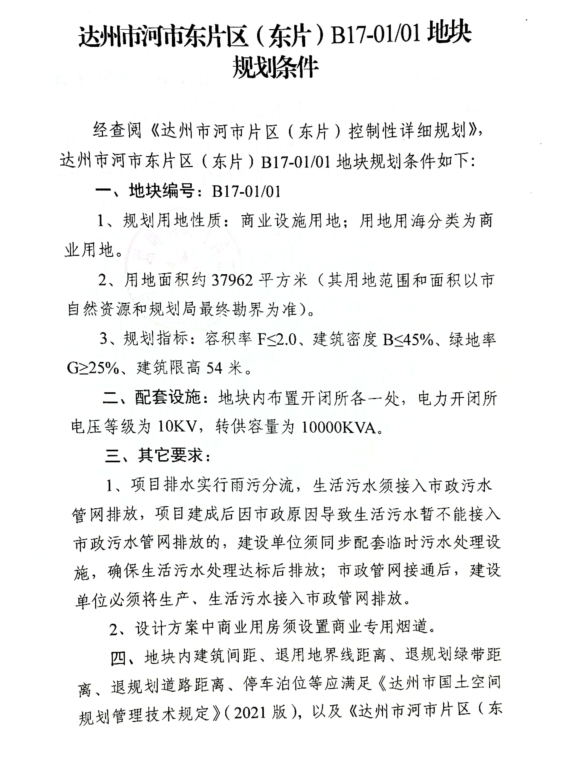 达州市河市东片区（东片）B17-01/01 地块
规划条件
经查阅《达州市河市片区（东片）控制性详细规划》，
达州市河市东片区（东片）B17-01/01 地块规划条件如下：
一、地块编号：B17-01/01
1、规划用地性质：商业设施用地；用地用海分类为商
业用地。
2、用地面积约 37962 平方米（其用地范围和面积以市
自然资源和规划局最终勘界为准）。
3、规划指标：容积率 F≤2.0、建筑密度 B≤45%、绿地率
G≥25%、建筑限高 54 米。
二、配套设施：地块内布置开闭所各一处，电力开闭所
电压等级为 10KV，转供容量为 10000KVA。
三、其它要求：
1、项目排水实行雨污分流，生活污水须接入市政污水
管网排放，项目建成后因市政原因导致生活污水暂不能接入
市政污水管网排放的，建设单位须同步配套临时污水处理设
施，确保生活污水处理达标后排放；市政管网接通后，建设
单位必须将生产、生活污水接入市政管网排放。
2、设计方案中商业用房须设置商业专用烟道。
四、地块内建筑间距、退用地界线距离、退规划绿带距
离、退规划道路距离、停车泊位等应满足《达州市国土空间
规划管理技术规定》（2021 版），以及《达州市河市片区（东